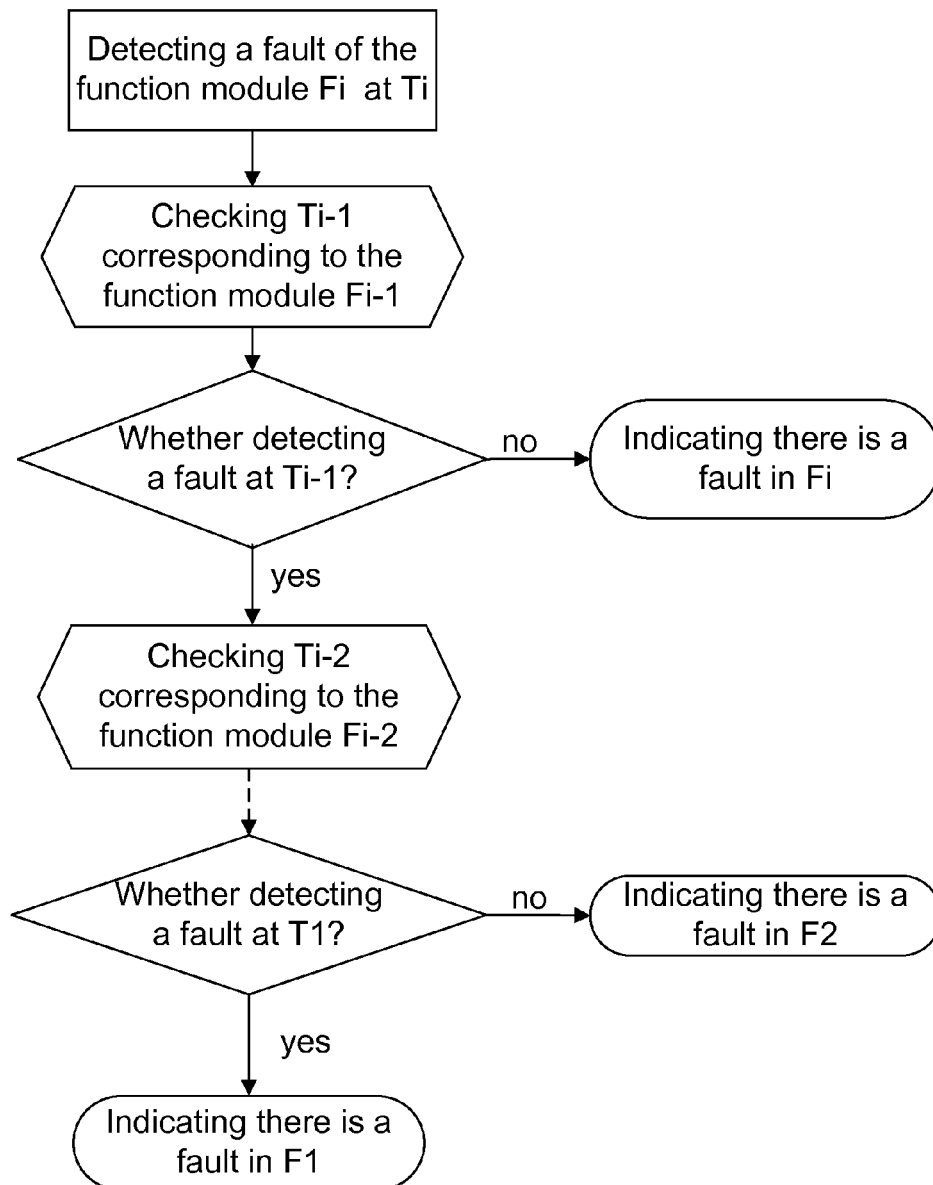 Detecting a fault of the
function module Fi at Ti
Checking Ti-1
corresponding to the
function module Fi-1
Whether detecting
a fault at Ti-1?
no
Indicating there is a
fault in Fi
yes
Checking Ti-2
corresponding to the
function module Fi-2
Whether detecting
a fault at T1?
no
Indicating there is a
fault in F2
yes
Indicating there is a
fault in F1